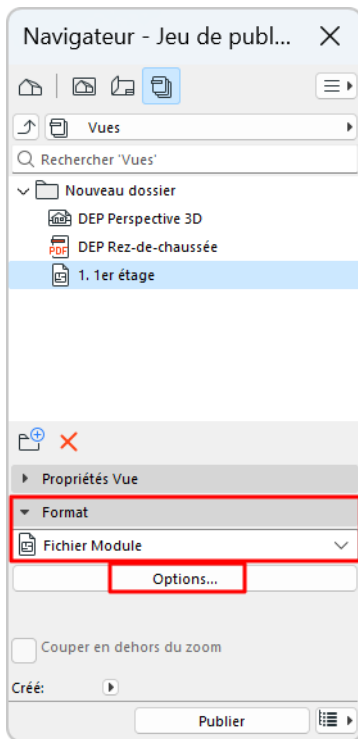 Navigateur - Jeu de publ...
Vues
Rechercher 'Vues'
Nouveau dossier
DEP Perspective 3D
PDF DEP Rez-de-chaussée
1. 1er étage
Propriétés Vue
Format
Fichier Module
Options...
Couper en dehors du zoom
Créé:
Publier